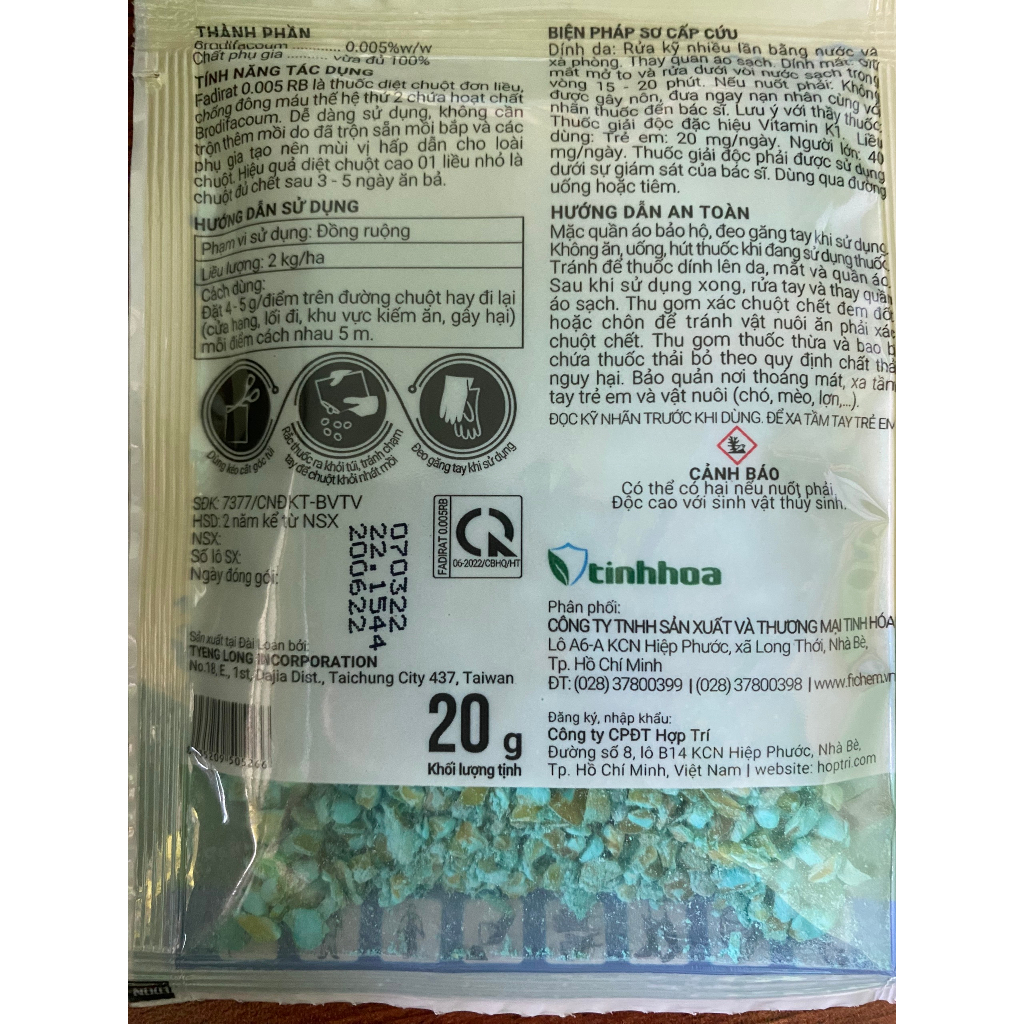 THÀNH PHẦN
Brodifacoum ............ 0.005%w/w
Chất phụ gia ............ vừa đủ 100%
TÍNH NĂNG TÁC DỤNG
Fadirat 0.005 RB là thuốc diệt chuột đơn liều,
chống đông máu thế hệ thứ 2 chứa hoạt chất
Brodifacoum. Dễ dàng sử dụng, không cần
trộn thêm mồi do đã trộn sẵn mồi bắp và các
phụ gia tạo nên mùi vị hấp dẫn cho loài
chuột. Hiệu quả diệt chuột cao 01 liều nhỏ là
chuột đủ chết sau 3 - 5 ngày ăn bả.
HƯỚNG DẪN SỬ DỤNG
Phạm vi sử dụng: Đồng ruộng
Liều lượng: 2 kg/ha
Cách dùng:
Đặt 4 - 5 g/điểm trên đường chuột hay đi lại
(cửa hang, lối đi, khu vực kiếm ăn, gây hại)
mỗi điểm cách nhau 5 m.
Dùng kéo cắt góc túi
Rắc thuốc ra khỏi túi, tránh chạm
tay để chuột khỏi nhát mồi
Đeo găng tay khi sử dụng
SĐK: 7377/CNĐKT-BVTV
HSD: 2 năm kể từ NSX
NSX:
Số lô SX:
Ngày đóng gói:
070322
22.1544
200622
FADIRAT 0.005RB
CR
06-2022/CBHQ/HT
Sản xuất tại Đài Loan bởi:
TYENG LONG INCORPORATION
No.18, E., 1st, Dajia Dist., Taichung City 437, Taiwan
20 g
Khối lượng tịnh
BIỆN PHÁP SƠ CẤP CỨU
Dính da: Rửa kỹ nhiều lần bằng nước và
xà phòng. Thay quần áo sạch. Dính mắt: Giữ
mắt mở to và rửa dưới vòi nước sạch trong
vòng 15 - 20 phút. Nếu nuốt phải: Không
được gây nôn, đưa ngay nạn nhân cùng với
nhãn thuốc đến bác sĩ. Lưu ý với thầy thuốc:
Thuốc giải độc đặc hiệu Vitamin K1. Liều
dùng: Trẻ em: 20 mg/ngày. Người lớn: 40
mg/ngày. Thuốc giải độc phải được sử dụng
dưới sự giám sát của bác sĩ. Dùng qua đường
uống hoặc tiêm.
HƯỚNG DẪN AN TOÀN
Mặc quần áo bảo hộ, đeo găng tay khi sử dụng.
Không ăn, uống, hút thuốc khi đang sử dụng thuốc.
Tránh để thuốc dính lên da, mắt và quần áo.
Sau khi sử dụng xong, rửa tay và thay quần
áo sạch. Thu gom xác chuột chết đem đốt
hoặc chôn để tránh vật nuôi ăn phải xác
chuột chết. Thu gom thuốc thừa và bao b
chứa thuốc thải bỏ theo quy định chất thả
nguy hại. Bảo quản nơi thoáng mát, xa tần
tay trẻ em và vật nuôi (chó, mèo, lợn,...).
ĐỌC KỸ NHÃN TRƯỚC KHI DÙNG. ĐỂ XA TẦM TAY TRẺ EM
CẢNH BÁO
Có thể có hại nếu nuốt phải.
Độc cao với sinh vật thủy sinh.
tinhhoa
Phân phối:
CÔNG TY TNHH SẢN XUẤT VÀ THƯƠNG MẠI TINH HÓA
Lô A6-A KCN Hiệp Phước, xã Long Thới, Nhà Bè,
Tp. Hồ Chí Minh
ĐT: (028) 37800399 | (028) 37800398 | www.fichem.vn
Đăng ký, nhập khẩu:
Công ty CPĐT Hợp Trí
Đường số 8, lô B14 KCN Hiệp Phước, Nhà Bè,
Tp. Hồ Chí Minh, Việt Nam | website: hoptri.com